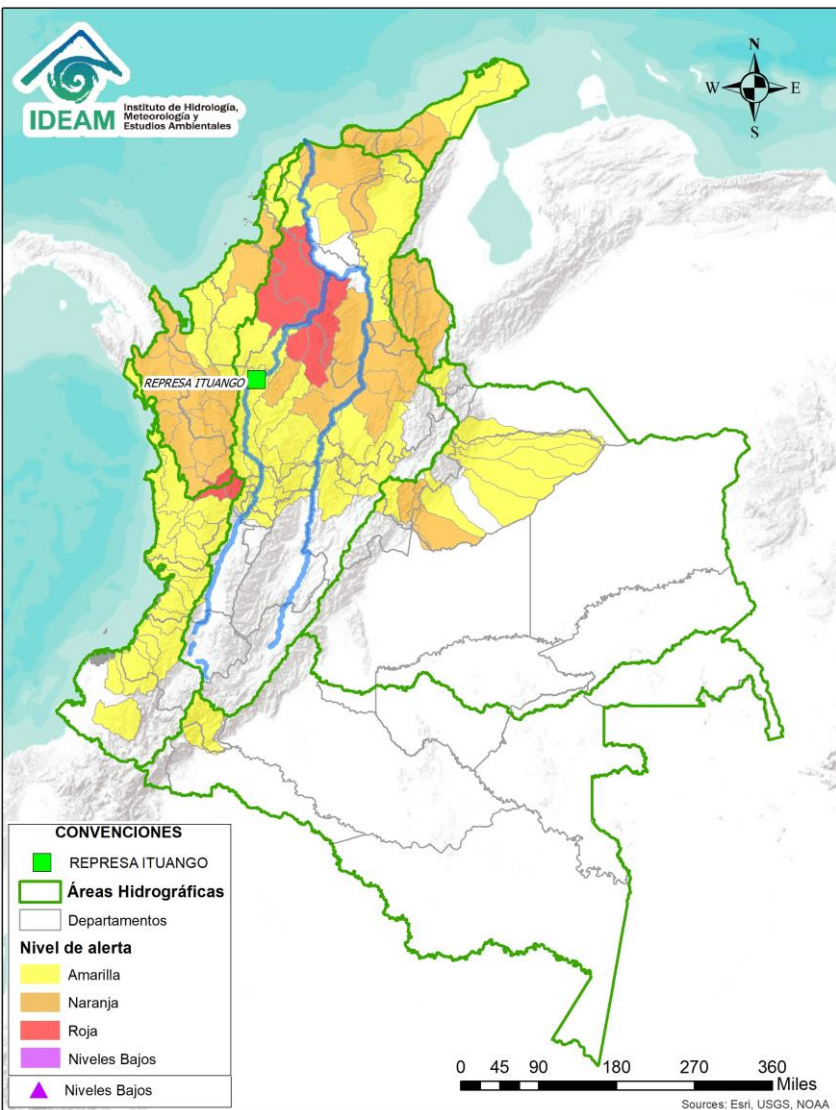 IDEAM
Instituto de Hidrología,
Meteorología y
Estudios Ambientales
N
W
E
S
REPRESA ITUANGO
CONVENCIONES
REPRESA ITUANGO
Áreas Hidrográficas
Departamentos
Nivel de alerta
Amarilla
Naranja
Roja
Niveles Bajos
Niveles Bajos
0 45 90 180 270 360
Miles
Sources: Esri, USGS, NOAA